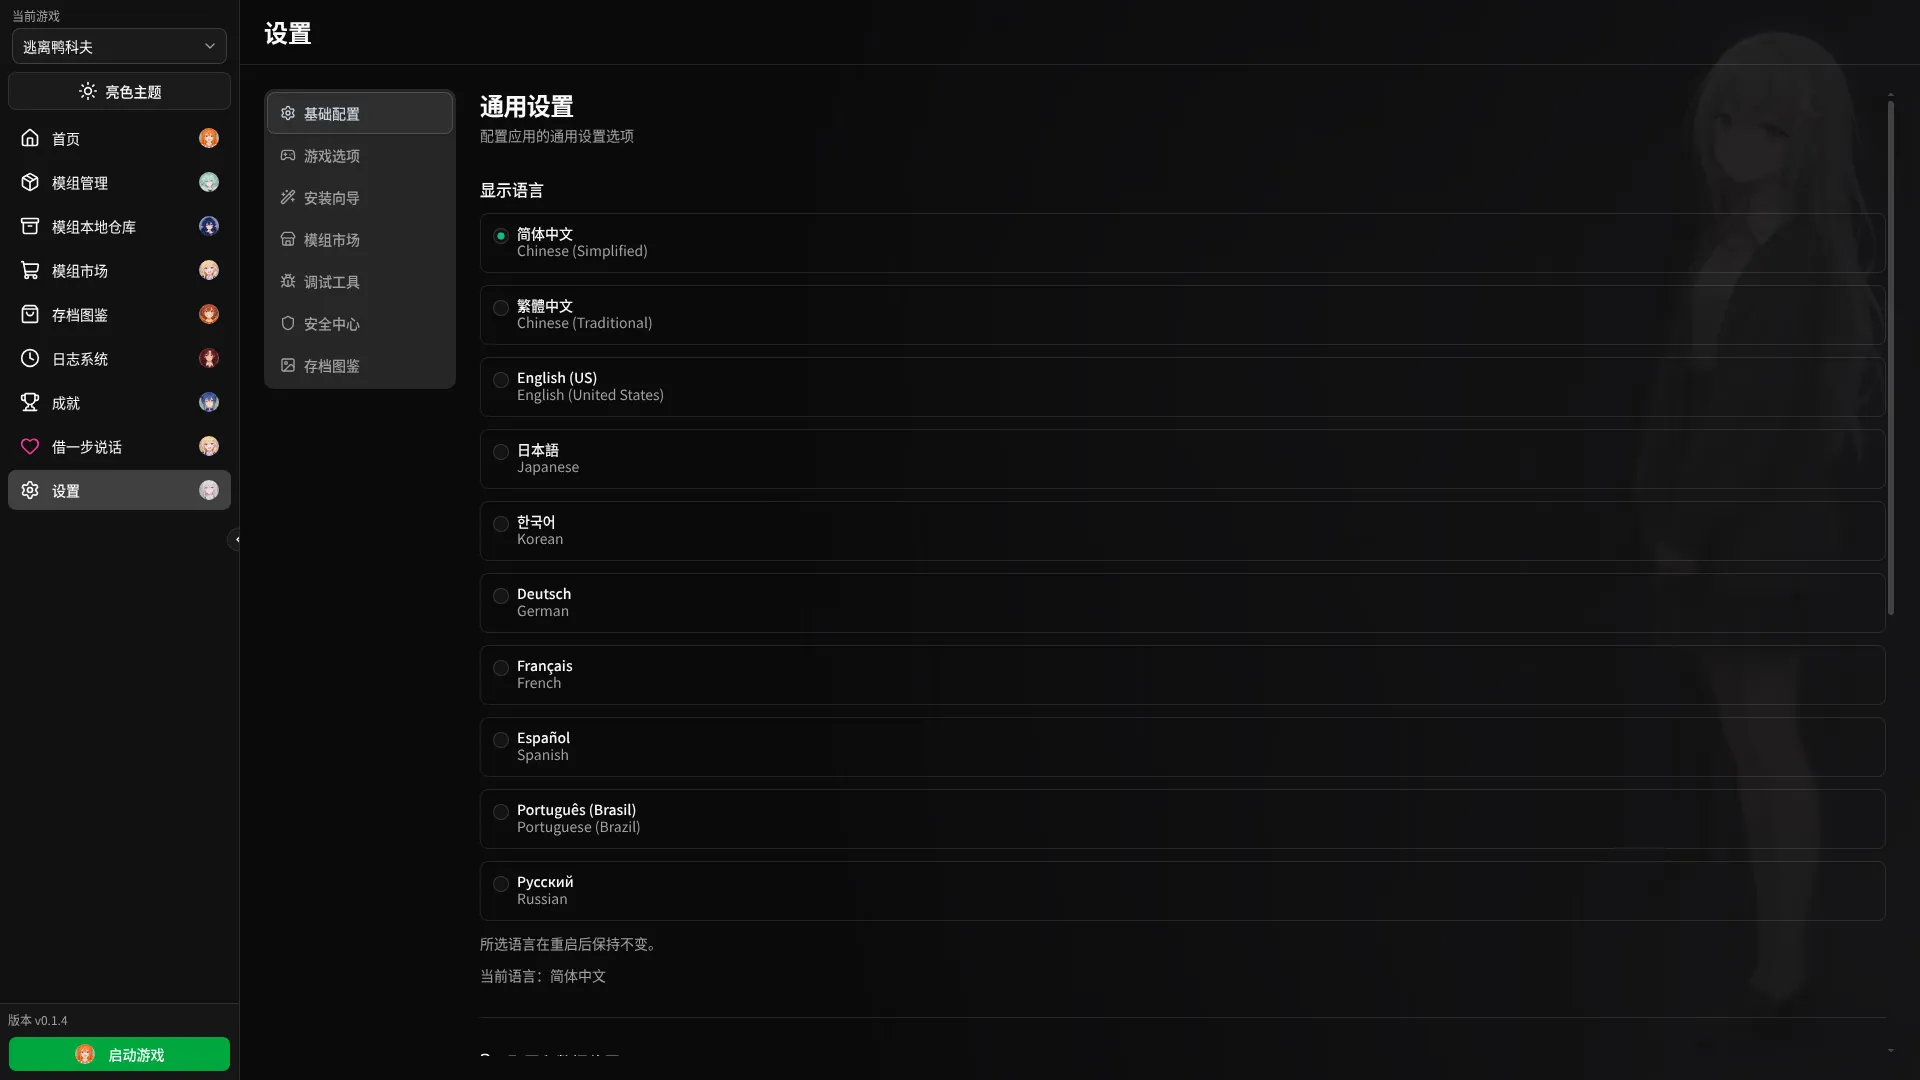 当前游戏
逃离鸭科夫
亮色主题
首页
模组管理
模组本地仓库
模组市场
存档图鉴
日志系统
成就
借一步说话
设置
版本 v0.1.4
启动游戏
设置
基础配置
游戏选项
安装向导
模组市场
调试工具
安全中心
存档图鉴
通用设置
配置应用的通用设置选项
显示语言
简体中文
Chinese (Simplified)
繁體中文
Chinese (Traditional)
English (US)
English (United States)
日本語
Japanese
한국어
Korean
Deutsch
German
Français
French
Español
Spanish
Português (Brasil)
Portuguese (Brazil)
Русский
Russian
所选语言在重启后保持不变。
当前语言：简体中文